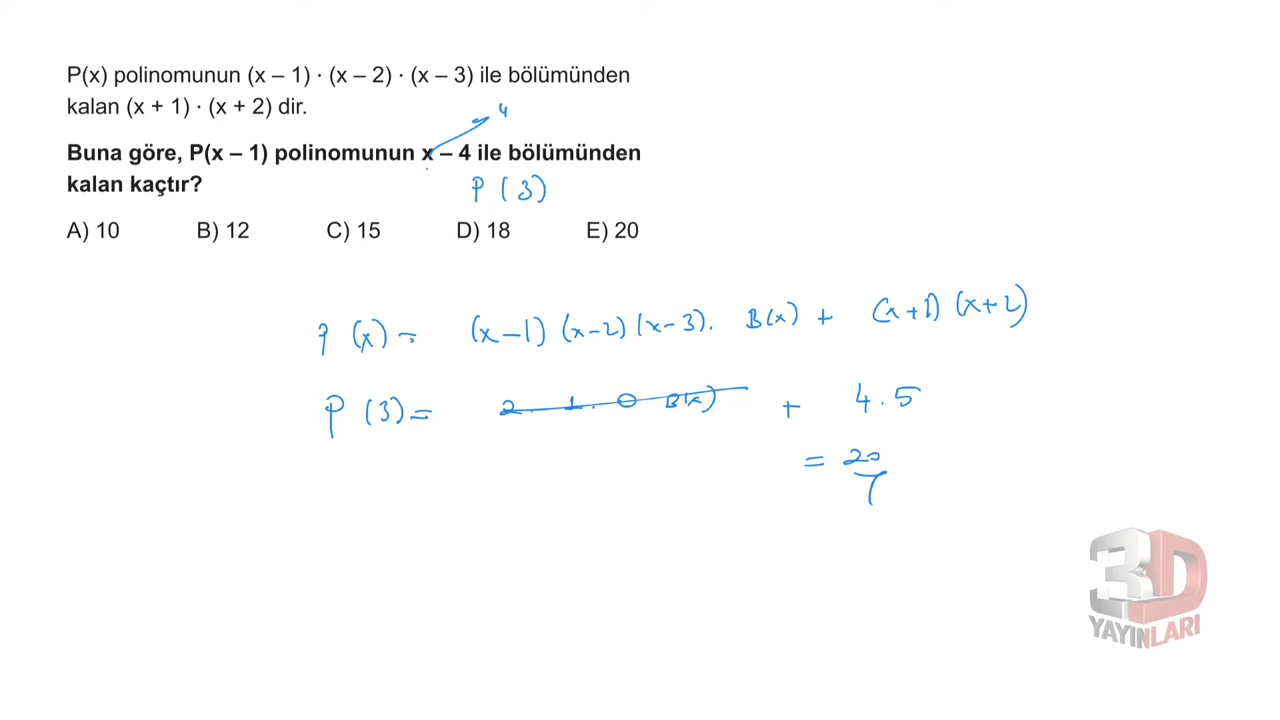 P(x) polinomunun (x – 1) · (x – 2) · (x – 3) ile bölümünden
kalan (x + 1) · (x + 2) dir.
4
Buna göre, P(x – 1) polinomunun x – 4 ile bölümünden
kalan kaçtır?
P (3)
A) 10 B) 12 C) 15 D) 18 E) 20
P (x) = (x-1) (x-2) (x-3). B(x) + (x+1) (x+2)
P (3) = 2. 1. 0 B(x) + 4.5
= 20
3D
YAYINLARI